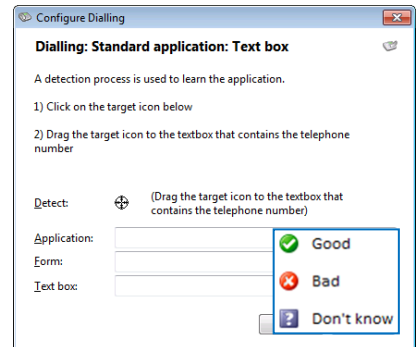 Configure Dialling
Dialling: Standard application: Text box
A detection process is used to learn the application.
1) Click on the target icon below
2) Drag the target icon to the textbox that contains the telephone
number
Detect:
(Drag the target icon to the textbox that
contains the telephone number)
Application:
Form:
Text box:
Good
Bad
Don't know